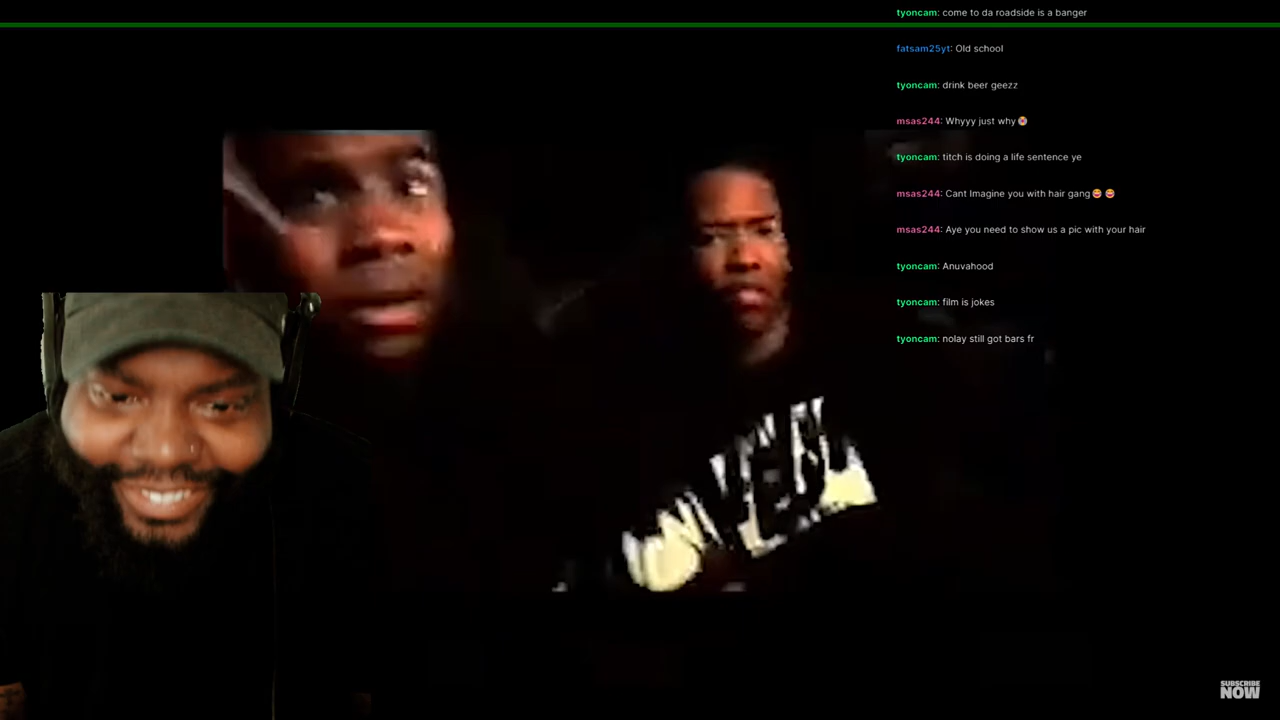 tyoncam: come to da roadside is a banger
fatsam25yt: Old school
tyoncam: drink beer geezz
msas244: Whyyy just why
tyoncam: titch is doing a life sentence ye
msas244: Cant Imagine you with hair gang😂😂
msas244: Aye you need to show us a pic with your hair
tyoncam: Anuvahood
tyoncam: film is jokes
tyoncam: nolay still got bars fr
SUBSCRIBE
NOW